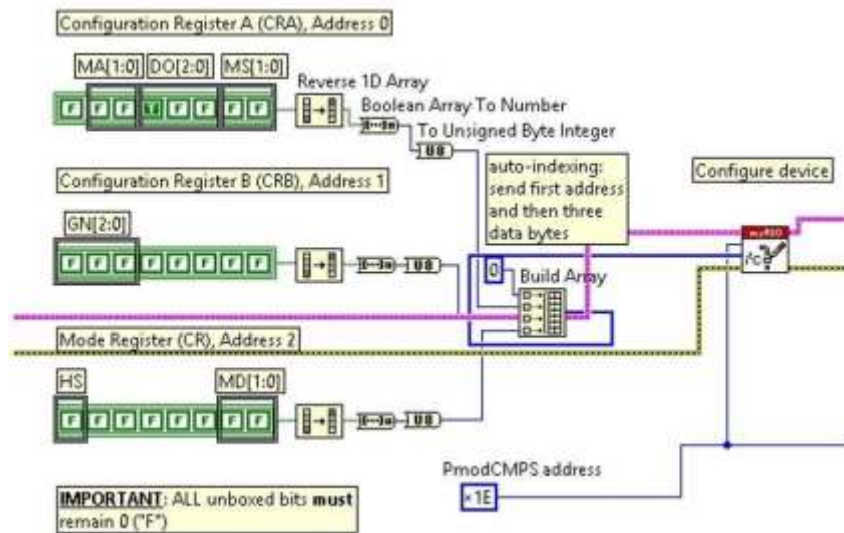 Configuration Register A (CRA), Address 0
MA[1:0] DO[2:0] MS[1:0]
Reverse 1D Array
F F F F F F F
Boolean Array To Number
To Unsigned Byte Integer
U8
Configuration Register B (CRB), Address 1
auto-indexing:
send first address
and then three
data bytes
Configure device
GN[2:0]
F F F F F F F F
U8
myRIO
I²C
0
Build Array
Mode Register (CR), Address 2
HS
MD[1:0]
F F F F F F F F
U8
PmodCMPS address
x1E
IMPORTANT: ALL unboxed bits must
remain 0 ("F")